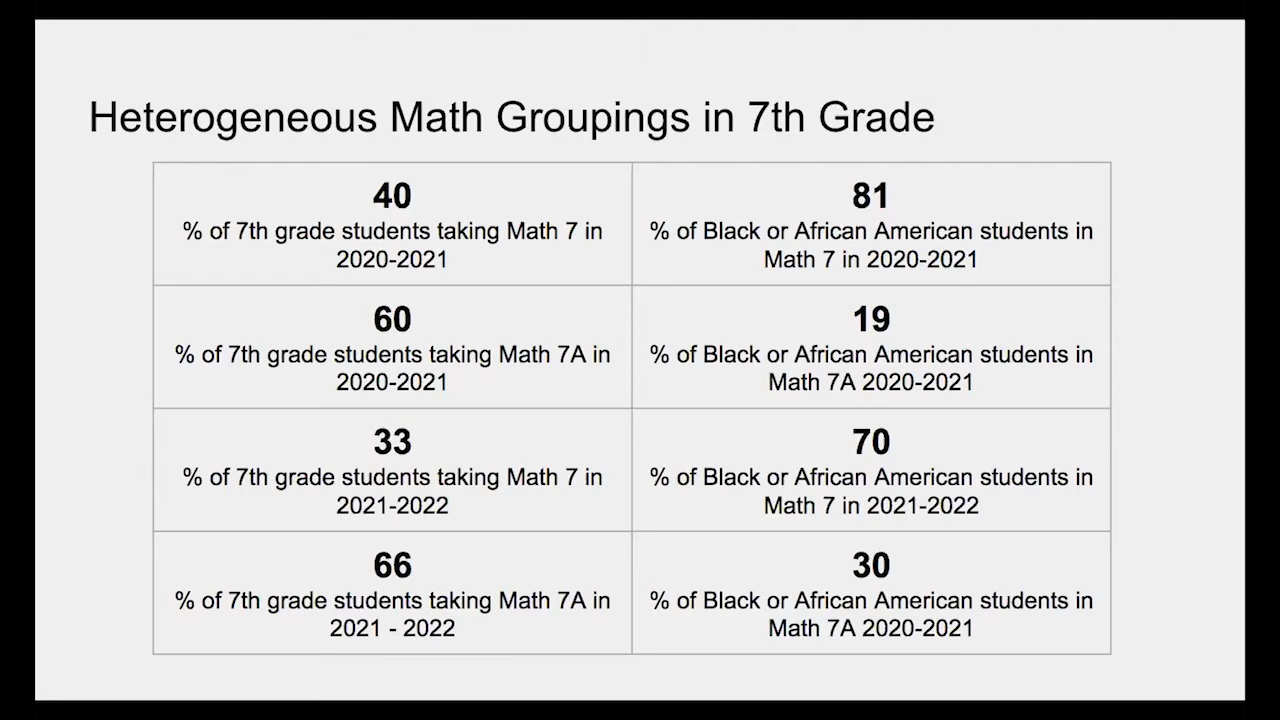 Heterogeneous Math Groupings in 7th Grade
40
% of 7th grade students taking Math 7 in
2020-2021
81
% of Black or African American students in
Math 7 in 2020-2021
60
% of 7th grade students taking Math 7A in
2020-2021
19
% of Black or African American students in
Math 7A 2020-2021
33
% of 7th grade students taking Math 7 in
2021-2022
70
% of Black or African American students in
Math 7 in 2021-2022
66
% of 7th grade students taking Math 7A in
2021 - 2022
30
% of Black or African American students in
Math 7A 2020-2021